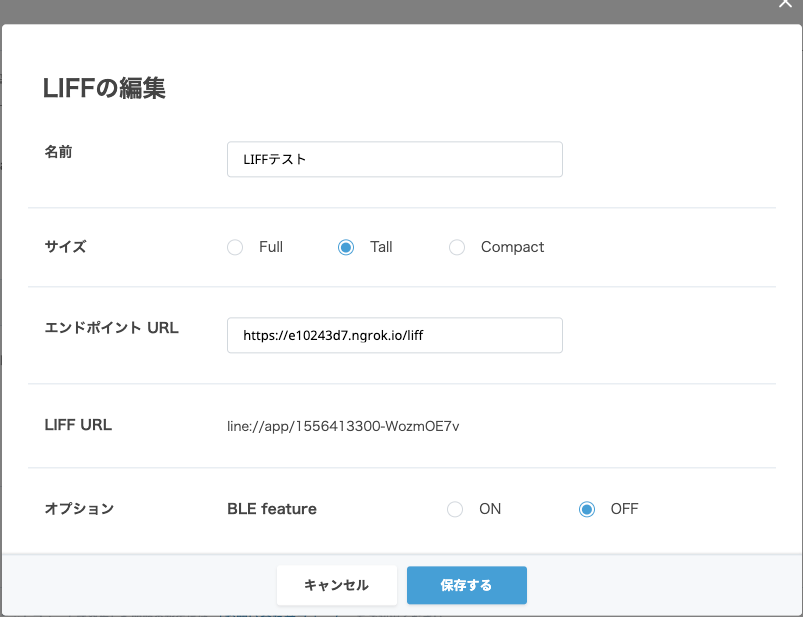 LIFFの編集
名前
LIFFテスト
サイズ
Full
Tall
Compact
エンドポイント URL
https://e10243d7.ngrok.io/liff
LIFF URL
line://app/1556413300-WozmOE7v
オプション
BLE feature
ON
OFF
キャンセル
保存する